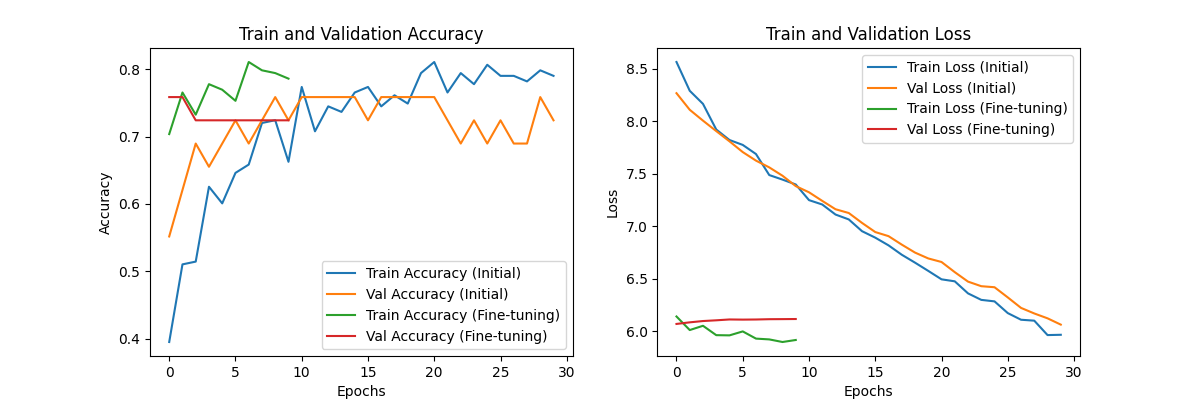 Train and Validation Accuracy
Accuracy
0.8
0.7
0.6
0.5
0.4
0 5 10 15 20 25 30
Epochs
Train Accuracy (Initial)
Val Accuracy (Initial)
Train Accuracy (Fine-tuning)
Val Accuracy (Fine-tuning)
Train and Validation Loss
Loss
8.5
8.0
7.5
7.0
6.5
6.0
0 5 10 15 20 25 30
Epochs
Train Loss (Initial)
Val Loss (Initial)
Train Loss (Fine-tuning)
Val Loss (Fine-tuning)